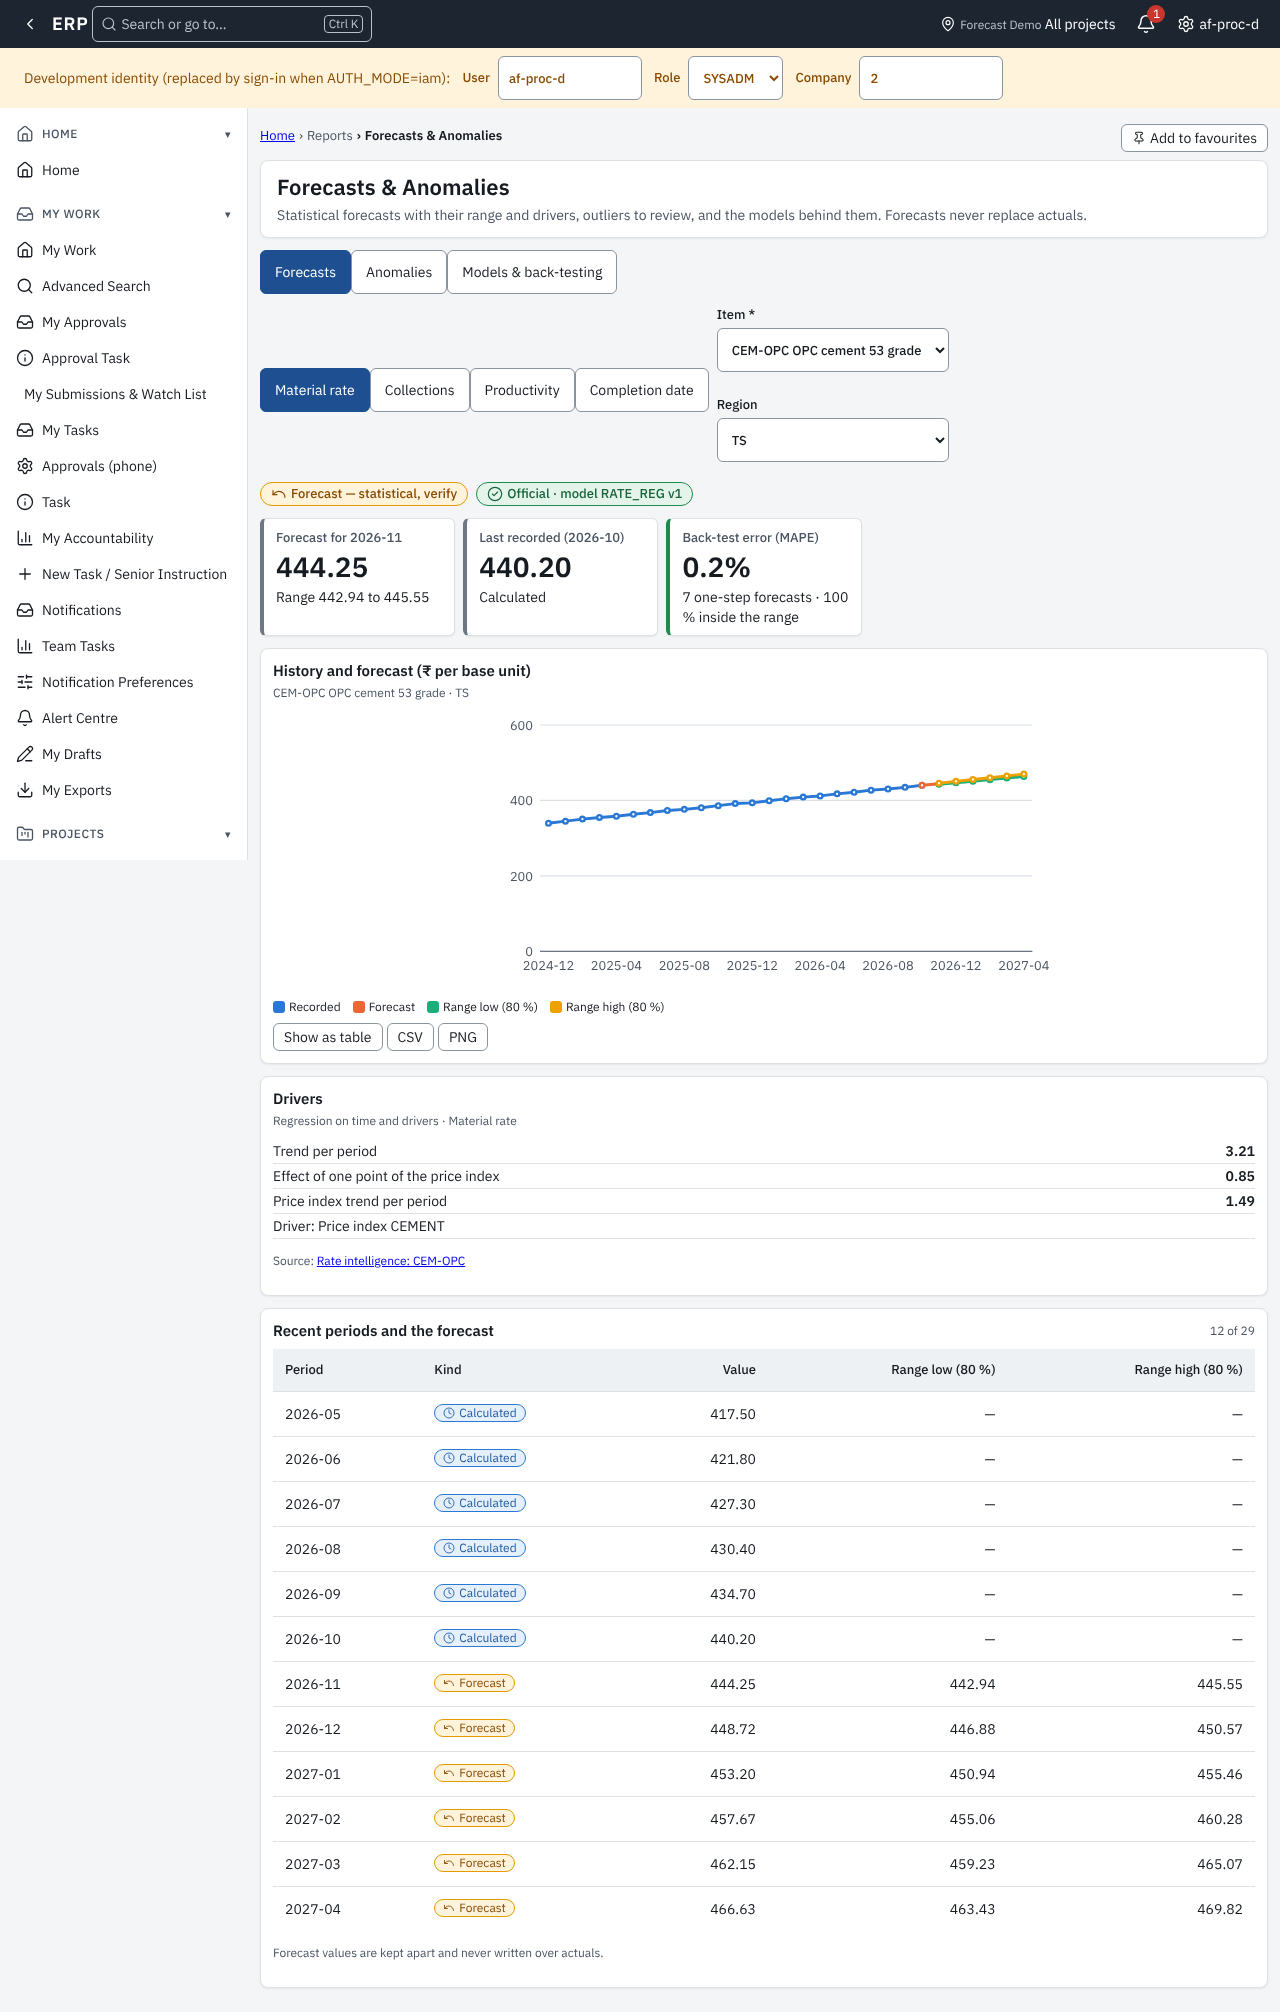 ERP
Search or go to...
Ctrl K
Forecast Demo All projects
1
af-proc-d
Development identity (replaced by sign-in when AUTH_MODE=iam):
User
af-proc-d
Role
SYSADM
Company
2
HOME
Home
MY WORK
My Work
Advanced Search
My Approvals
Approval Task
My Submissions & Watch List
My Tasks
Approvals (phone)
Task
My Accountability
New Task / Senior Instruction
Notifications
Team Tasks
Notification Preferences
Alert Centre
My Drafts
My Exports
PROJECTS
Home › Reports › Forecasts & Anomalies
Add to favourites
Forecasts & Anomalies
Statistical forecasts with their range and drivers, outliers to review, and the models behind them. Forecasts never replace actuals.
Forecasts
Anomalies
Models & back-testing
Material rate
Collections
Productivity
Completion date
Item *
CEM-OPC OPC cement 53 grade
Region
TS
Forecast — statistical, verify
Official · model RATE_REG v1
Forecast for 2026-11
444.25
Range 442.94 to 445.55
Last recorded (2026-10)
440.20
Calculated
Back-test error (MAPE)
0.2%
7 one-step forecasts · 100
% inside the range
History and forecast (₹ per base unit)
CEM-OPC OPC cement 53 grade · TS
600
400
200
0
2024-12 2025-04 2025-08 2025-12 2026-04 2026-08 2026-12 2027-04
Recorded Forecast Range low (80 %) Range high (80 %)
Show as table
CSV
PNG
Drivers
Regression on time and drivers · Material rate
Trend per period 3.21
Effect of one point of the price index 0.85
Price index trend per period 1.49
Driver: Price index CEMENT
Source: Rate intelligence: CEM-OPC
Recent periods and the forecast
12 of 29
Period Kind Value Range low (80 %) Range high (80 %)
2026-05 Calculated 417.50 — —
2026-06 Calculated 421.80 — —
2026-07 Calculated 427.30 — —
2026-08 Calculated 430.40 — —
2026-09 Calculated 434.70 — —
2026-10 Calculated 440.20 — —
2026-11 Forecast 444.25 442.94 445.55
2026-12 Forecast 448.72 446.88 450.57
2027-01 Forecast 453.20 450.94 455.46
2027-02 Forecast 457.67 455.06 460.28
2027-03 Forecast 462.15 459.23 465.07
2027-04 Forecast 466.63 463.43 469.82
Forecast values are kept apart and never written over actuals.